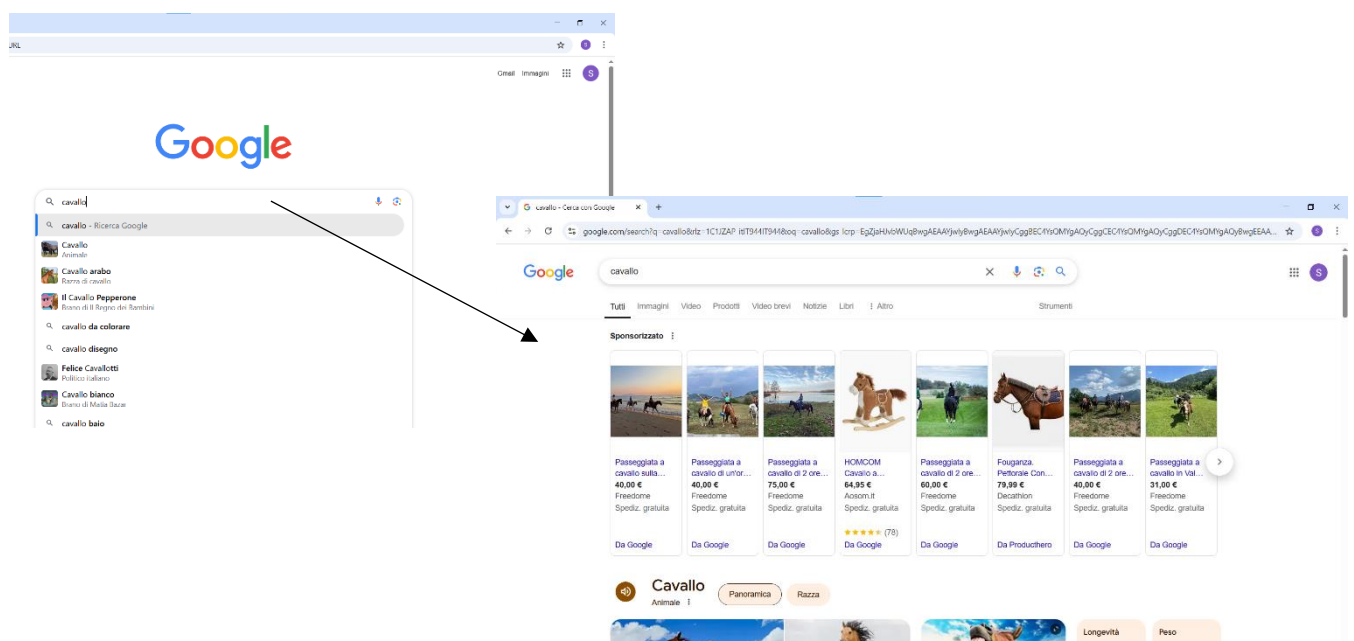 URL
Gmail Immagini
S
S
Google
cavallo
cavallo - Ricerca Google
Cavallo
Animale
Cavallo arabo
Razza di cavallo
Il Cavallo Pepperone
Brano di Il Regno dei Bambini
cavallo da colorare
cavallo disegno
Felice Cavallotti
Politico italiano
Cavallo bianco
Brano di Matia Bazar
cavallo baio
cavallo - Cerca con Google
S
Google
cavallo
S
Tutti Immagini Video Prodotti Video brevi Notizie Libri Altro Strumenti
Sponsorizzato
Passeggiata a
cavallo sulla...
40,00 €
Freedome
Spediz. gratuita
Da Google
Passeggiata a
cavallo di un'or...
40,00 €
Freedome
Spediz. gratuita
Da Google
Passeggiata a
cavallo di 2 ore...
75,00 €
Freedome
Spediz. gratuita
Da Google
HOMCOM
Cavallo a...
64,95 €
Aosom.it
Spediz. gratuita
(78)
Da Google
Passeggiata a
cavallo di 2 ore...
60,00 €
Freedome
Spediz. gratuita
Da Google
Fouganza.
Pettorale Con...
79,99 €
Decathlon
Spediz. gratuita
Da Producthero
Passeggiata a
cavallo di 2 ore...
40,00 €
Freedome
Spediz. gratuita
Da Google
Passeggiata a
cavallo in Val...
31,00 €
Freedome
Spediz. gratuita
Da Google
Cavallo
Animale
Panoramica
Razza
Longevità
Peso